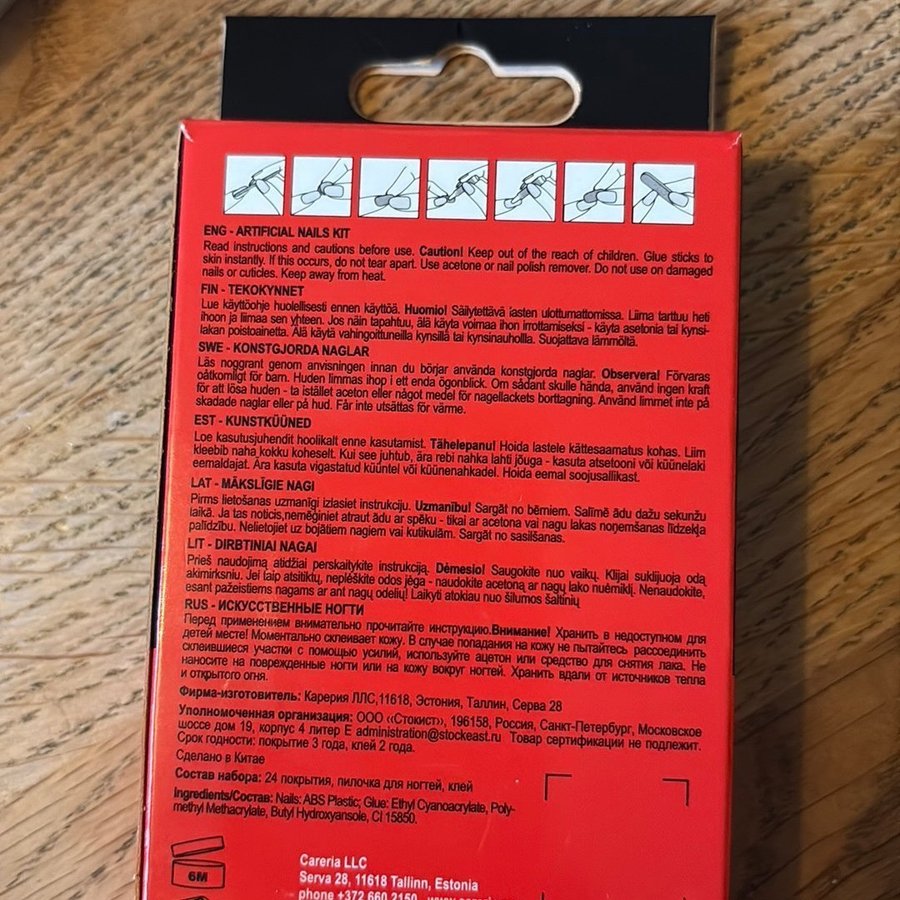 ENG - ARTIFICIAL NAILS KIT
Read instructions and cautions before use. Caution! Keep out of the reach of children. Glue sticks to
skin instantly. If this occurs, do not tear apart. Use acetone or nail polish remover. Do not use on damaged
nails or cuticles. Keep away from heat.
FIN - TEKOKYNNET
Lue käyttöohje huolellisesti ennen käyttöä. Huomio! Säilytettävä lasten ulottumattomissa. Liima tarttuu heti
ihoon ja liimaa sen yhteen. Jos näin tapahtuu, älä käyta voimaa ihon irrottamiseksi - käyta asetonia tai kynsi-
lakan poistoainetta. Älä käytä vahingoittuneilla kynsillä tai kynsinauholla. Suojattava lämmöltä.
SWE - KONSTGJORDA NAGLAR
Läs noggrant genom anvisningen innan du börjar använda konstgjorda naglar. Observera! Förvaras
oåtkomligt för barn. Huden limmas ihop i ett enda ögonblick. Om sådant skulle hända, använd ingen kraft
för att lösa huden - ta istället aceton eller något medel för nagellackets borttagning. Använd limmet inte på
skadade naglar eller på hud. Får inte utsättas för värme.
EST - KUNSTKÜÜNED
Loe kasutusjuhendit hoolikalt enne kasutamist. Tähelepanu! Hoida lastele kättesaamatus kohas. Liim
kleebib naha kokku koheselt. Kui see juhtub, ära rebi nahka lahti jõuga - kasuta atsetooni või küünelaki
eemaldajat. Ära kasuta vigastatud küüntel või küünenahkadel. Hoida eemal soojusallikast.
LAT - MĀKSLĪGIE NAGI
Pirms lietošanas uzmanīgi izlasiet instrukciju. Uzmanību! Sargāt no bērniem. Salīmē ādu dažu sekunžu
laikā. Ja tas noticis,nemēģiniet atraut ādu ar spēku - tikai ar acetona vai nagu lakas noņemšanas līdzekļa
palīdzību. Nelietojiet uz bojātiem nagiem vai kutikulām. Sargāt no sasilšanas.
LIT - DIRBTINIAI NAGAI
Prieš naudojimą atidžiai perskaitykite instrukciją. Dėmesio! Saugokite nuo vaikų. Klijai suklijuoja odą
akimirksniu. Jei taip atsitiktų, neplėškite odos jėga - naudokite acetoną ar nagų lako nuėmiklį. Nenaudokite,
esant pažeistiems nagams ar ant nagų odelių! Laikyti atokiau nuo šilumos šaltinių
RUS - ИСКУССТВЕННЫЕ НОГТИ
Перед применением внимательно прочитайте инструкцию.Внимание! Хранить в недоступном для
детей месте! Моментально склеивает кожу. В случае попадания на кожу не пытайтесь рассоединить
склеившиеся участки с помощью усилий, используйте ацетон или средство для снятия лака. Не
наносите на поврежденные ногти или на кожу вокруг ногтей. Хранить вдали от источников тепла
и открытого огня.
Фирма-изготовитель: Карерия ЛЛС,11618, Эстония, Таллин, Серва 28
Уполномоченная организация: ООО «Стокист», 196158, Россия, Санкт-Петербург, Московское
шоссе дом 19, корпус 4 литер Е administration@stockeast.ru Товар сертификации не подлежит.
Срок годности: покрытие 3 года, клей 2 года.
Сделано в Китае
Состав набора: 24 покрытия, пилочка для ногтей, клей
Ingredients/Состав: Nails: ABS Plastic; Glue: Ethyl Cyanoacrylate, Poly-
methyl Methacrylate, Butyl Hydroxyansole, CI 15850.
6M
Careria LLC
Serva 28, 11618 Tallinn, Estonia
phone +372 660 2150